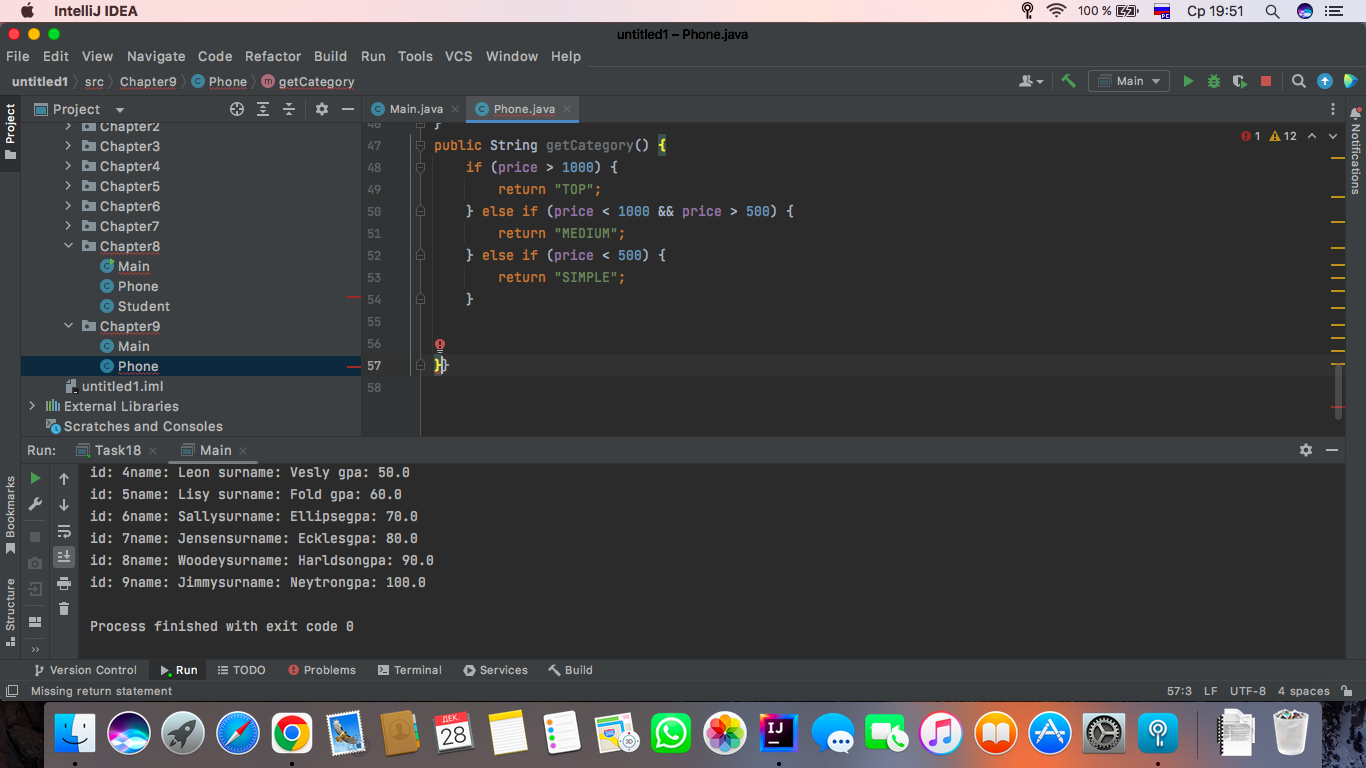 IntelliJ IDEA
100 %
РС
Ср 19:51
untitled1 – Phone.java
File Edit View Navigate Code Refactor Build Run Tools VCS Window Help
untitled1 src Chapter9 Phone getCategory
Main
Project
Main.java
Phone.java
Project
Chapter2
Chapter3
Chapter4
Chapter5
Chapter6
Chapter7
Chapter8
Main
Phone
Student
Chapter9
Main
Phone
untitled1.iml
External Libraries
Scratches and Consoles
46 }
47 public String getCategory() {
48 if (price > 1000) {
49 return "TOP";
50 } else if (price < 1000 && price > 500) {
51 return "MEDIUM";
52 } else if (price < 500) {
53 return "SIMPLE";
54 }
55
56
57 }}
58
1 12
Notifications
Run: Task18 Main
id: 4name: Leon surname: Vesly gpa: 50.0
id: 5name: Lisy surname: Fold gpa: 60.0
id: 6name: Sallysurname: Ellipsegpa: 70.0
id: 7name: Jensensurname: Ecklesgpa: 80.0
id: 8name: Woodeysurname: Harldsongpa: 90.0
id: 9name: Jimmysurname: Neytrongpa: 100.0
Process finished with exit code 0
Bookmarks
Structure
Version Control Run TODO Problems Terminal Services Build
Missing return statement
57:3 LF UTF-8 4 spaces
ДЕК.
28
3D
IJ